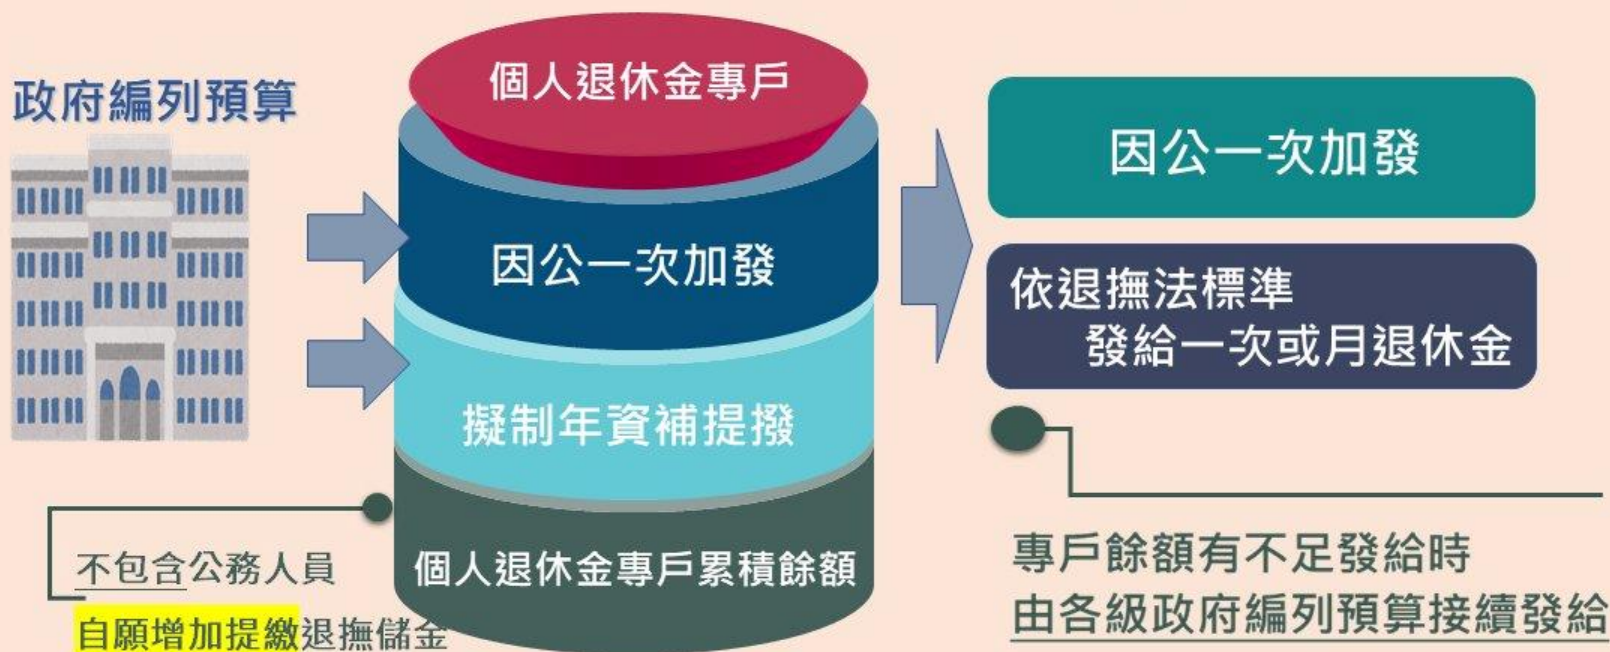 政府編列預算
個人退休金專戶
因公一次加發
擬制年資補提撥
個人退休金專戶累積餘額
不包含公務人員
自願增加提繳退撫儲金
因公一次加發
依退撫法標準
發給一次或月退休金
專戶餘額有不足發給時
由各級政府編列預算接續發給